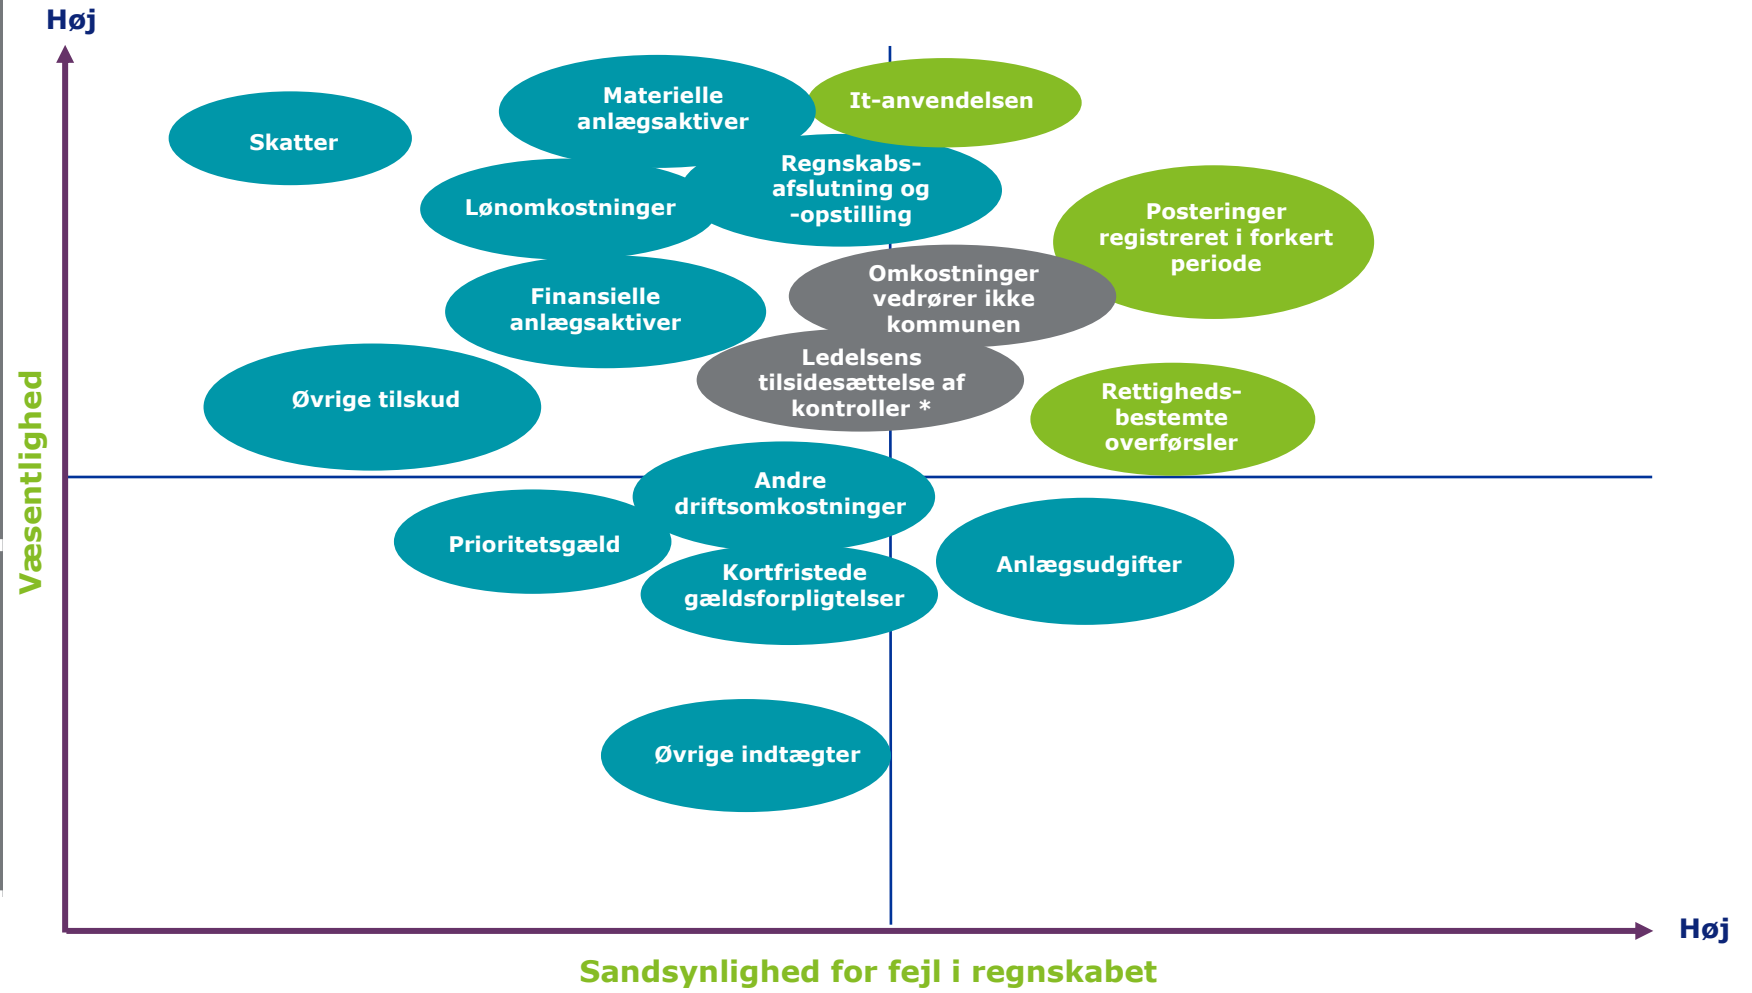 Høj
Skatter
Materielle
anlægsaktiver
It-anvendelsen
Lønomkostninger
Regnskabs-
afslutning og
-opstilling
Posteringer
registreret i forkert
periode
Finansielle
anlægsaktiver
Omkostninger
vedrører ikke
kommunen
Øvrige tilskud
Ledelsens
tilsidesættelse af
kontroller *
Rettigheds-
bestemte
overførsler
Væsentlighed
Andre
driftsomkostninger
Prioritetsgæld
Kortfristede
gældsforpligtelser
Anlægsudgifter
Øvrige indtægter
Høj
Sandsynlighed for fejl i regnskabet